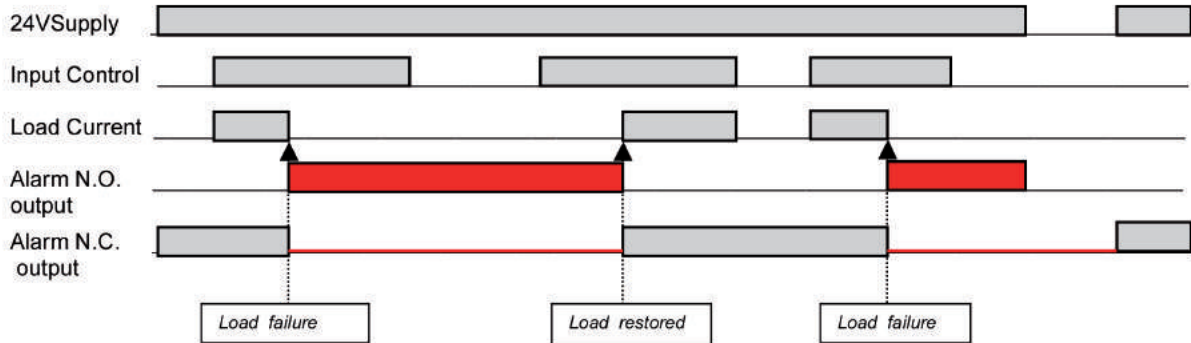 24VSupply
Input Control
Load Current
Alarm N.O.
output
Alarm N.C.
output
Load failure
Load restored
Load failure